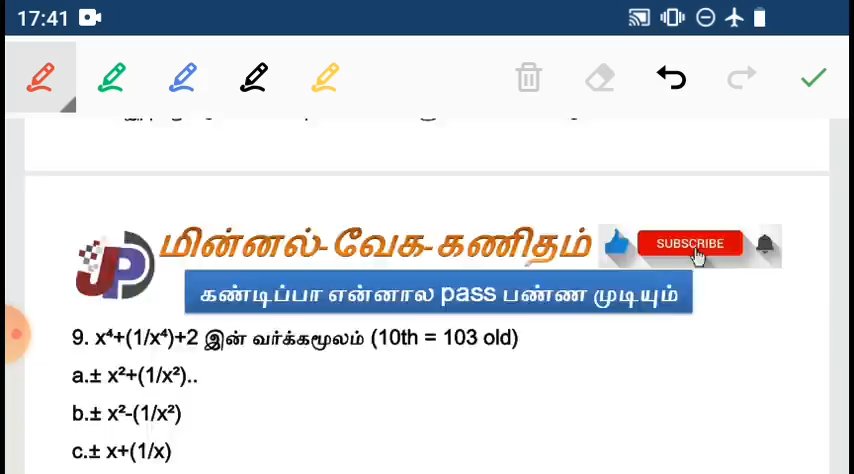 17:41
மின்னல்-வேக-கணிதம்
SUBSCRIBE
JP
கண்டிப்பா என்னால pass பண்ண முடியும்
9. x⁴+(1/x⁴)+2 இன் வர்க்கமூலம் (10th = 103 old)
a.± x²+(1/x²)..
b.± x²-(1/x²)
c.± x+(1/x)